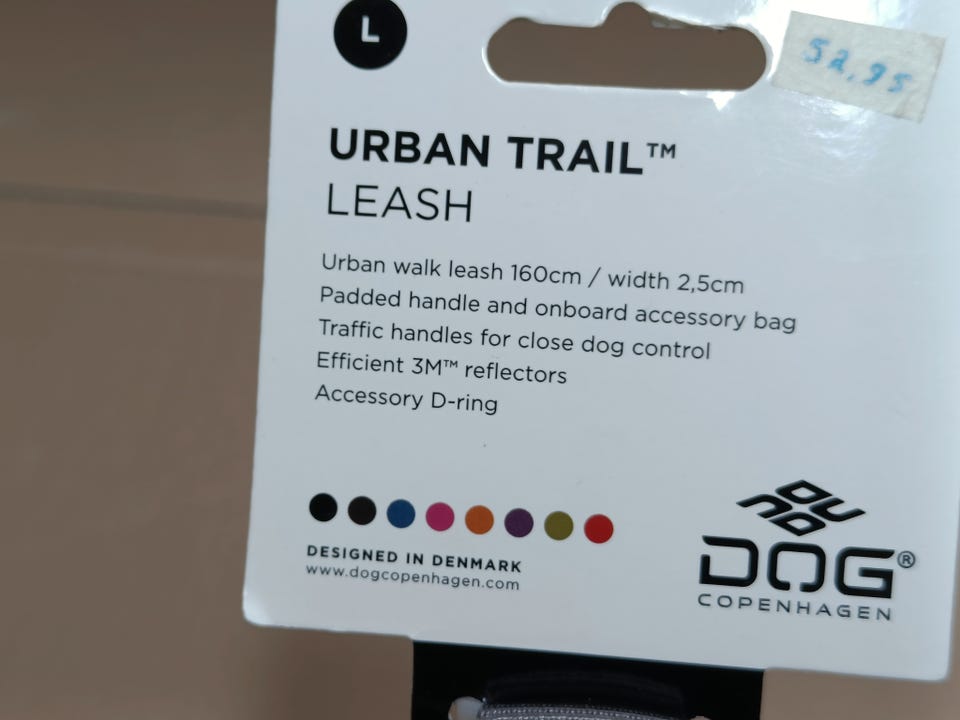 L
52,95
URBAN TRAIL™
LEASH
Urban walk leash 160cm / width 2,5cm
Padded handle and onboard accessory bag
Traffic handles for close dog control
Efficient 3M™ reflectors
Accessory D-ring
DESIGNED IN DENMARK
www.dogcopenhagen.com
DOG®
COPENHAGEN